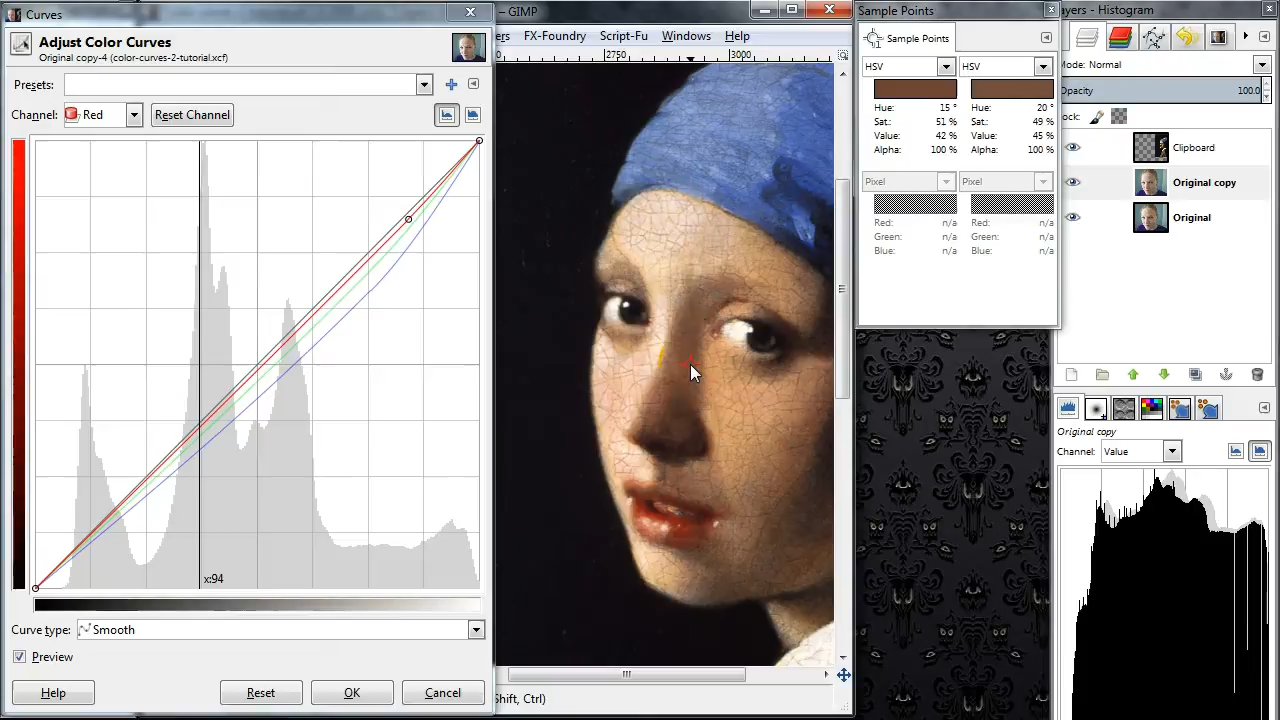 Curves
Adjust Color Curves
Original copy-4 (color-curves-2-tutorial.xcf)
Presets:
Channel: Red Reset Channel
x:94
Curve type: Smooth
Preview
Help Reset OK Cancel
– GIMP
ers FX-Foundry Script-Fu Windows Help
2750 3000
Shift, Ctrl)
Sample Points
Sample Points
HSV HSV
Hue: 15 ° Hue: 20 °
Sat.: 51 % Sat.: 49 %
Value: 42 % Value: 45 %
Alpha: 100 % Alpha: 100 %
Pixel Pixel
Red: n/a Red: n/a
Green: n/a Green: n/a
Blue: n/a Blue: n/a
ayers - Histogram
Mode: Normal
Opacity 100.0
ock:
Clipboard
Original copy
Original
Original copy
Channel: Value